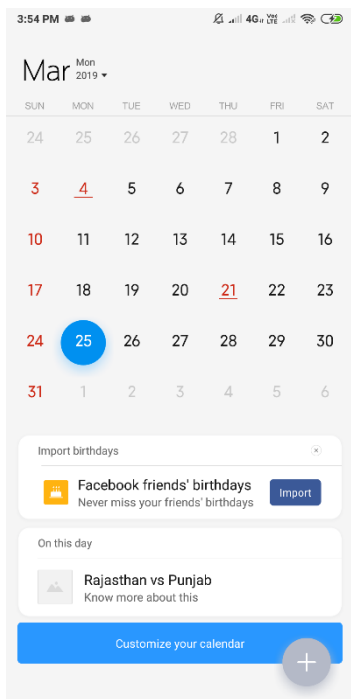 3:54 PM 4G Vo LTE
Mar Mon
2019
SUN MON TUE WED THU FRI SAT
24 25 26 27 28 1 2
3 4 5 6 7 8 9
10 11 12 13 14 15 16
17 18 19 20 21 22 23
24 25 26 27 28 29 30
31 1 2 3 4 5 6
Import birthdays
Facebook friends' birthdays
Never miss your friends' birthdays
Import
On this day
Rajasthan vs Punjab
Know more about this
Customize your calendar